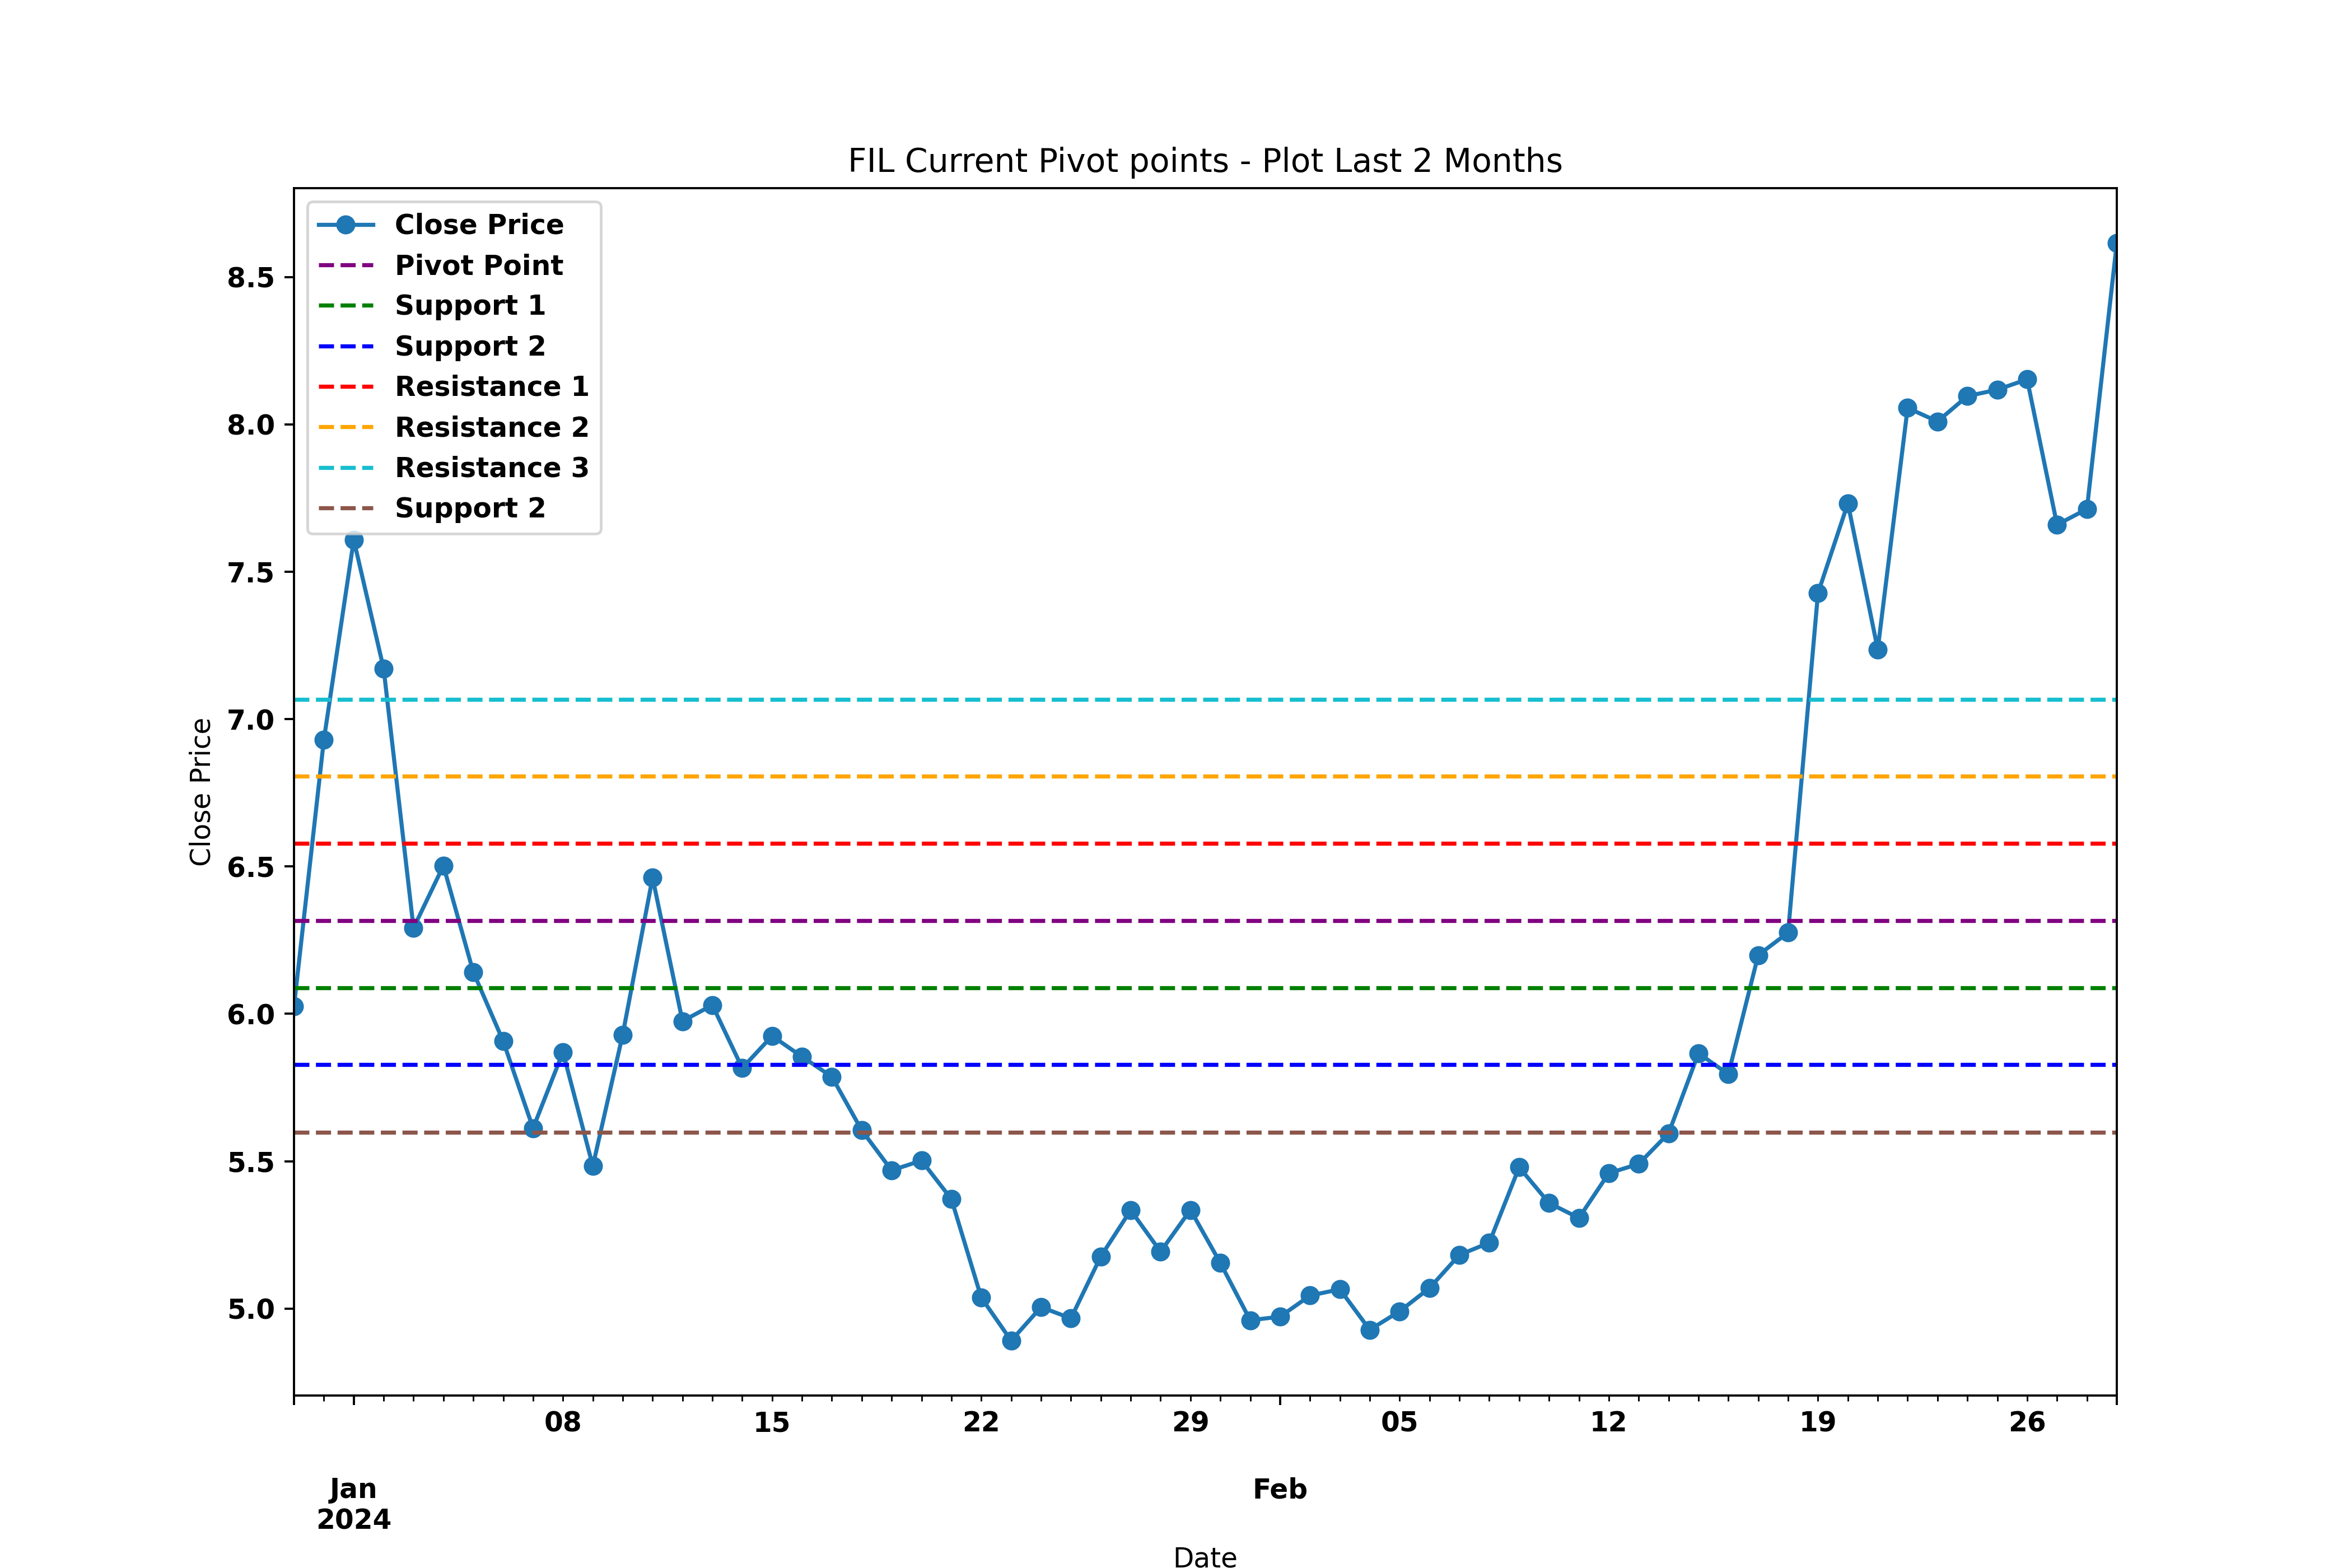 FIL Current Pivot points - Plot Last 2 Months
Close Price
Pivot Point
Support 1
Support 2
Resistance 1
Resistance 2
Resistance 3
Support 2
8.5
8.0
7.5
7.0
6.5
6.0
5.5
5.0
Close Price
08 15 22 29 05 12 19 26
Jan Feb
2024
Date